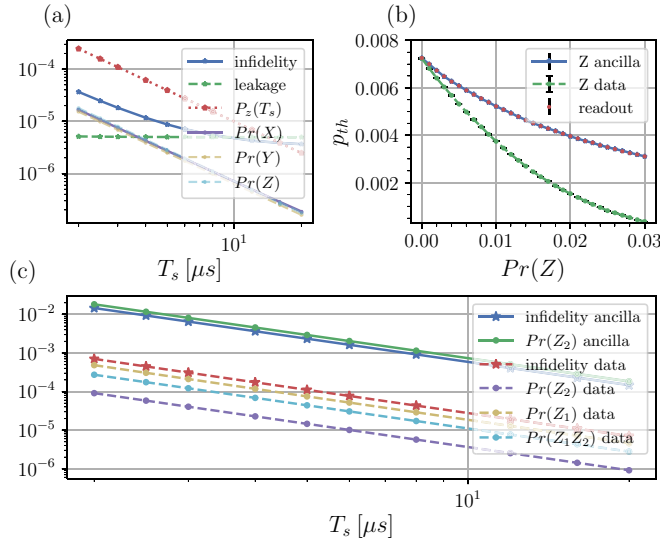 (a)
10^{-4}
10^{-5}
10^{-6}
infidelity
leakage
P_z(T_s)
Pr(X)
Pr(Y)
Pr(Z)
10^1
T_s [μs]
(b)
0.008
0.006
0.004
0.002
p_{th}
Z ancilla
Z data
readout
0.00 0.01 0.02 0.03
Pr(Z)
(c)
10^{-2}
10^{-3}
10^{-4}
10^{-5}
10^{-6}
infidelity ancilla
Pr(Z_2) ancilla
infidelity data
Pr(Z_2) data
Pr(Z_1) data
Pr(Z_1Z_2) data
10^1
T_s [μs]